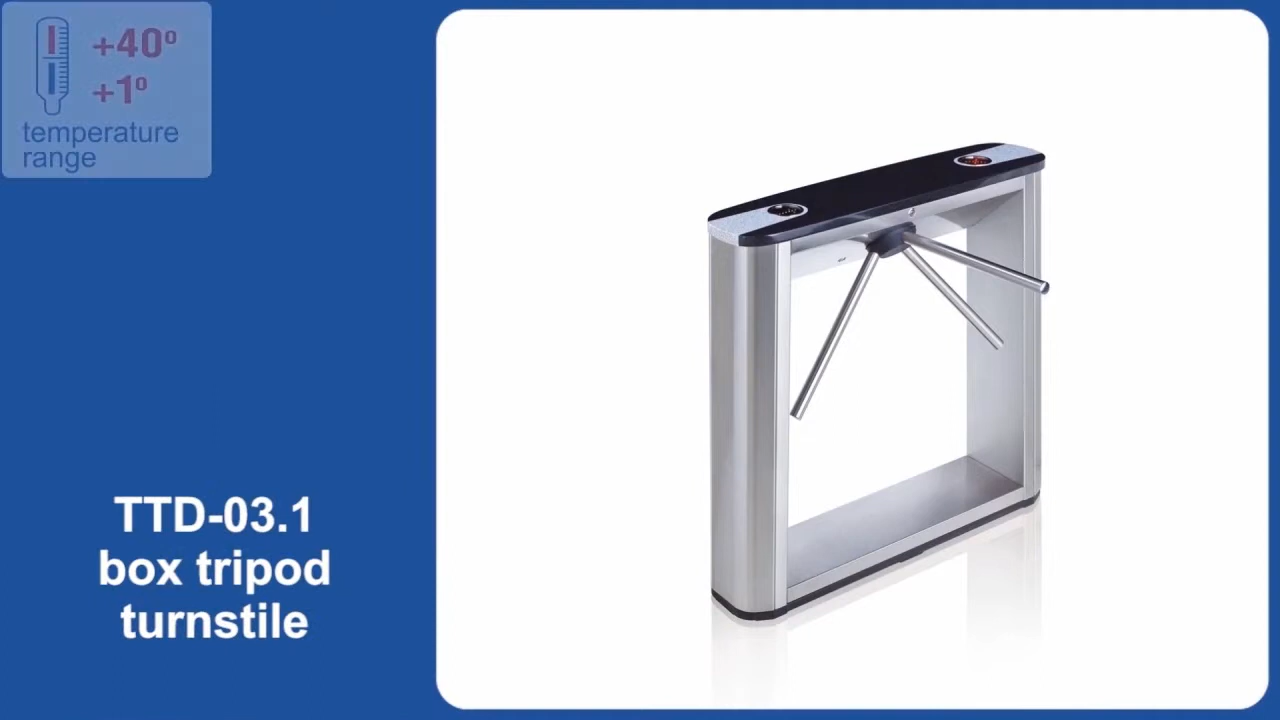 +40º
+1º
temperature
range
TTD-03.1
box tripod
turnstile